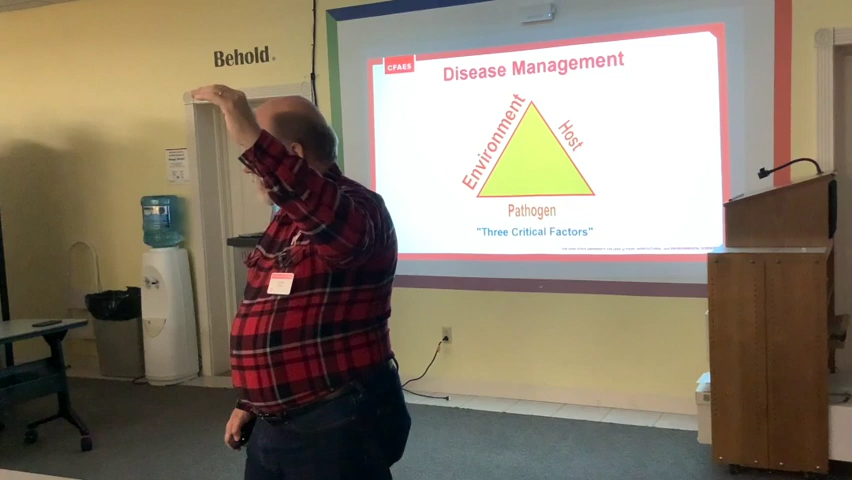 Behold.
CFAES
Disease Management
Environment
Host
Pathogen
"Three Critical Factors"